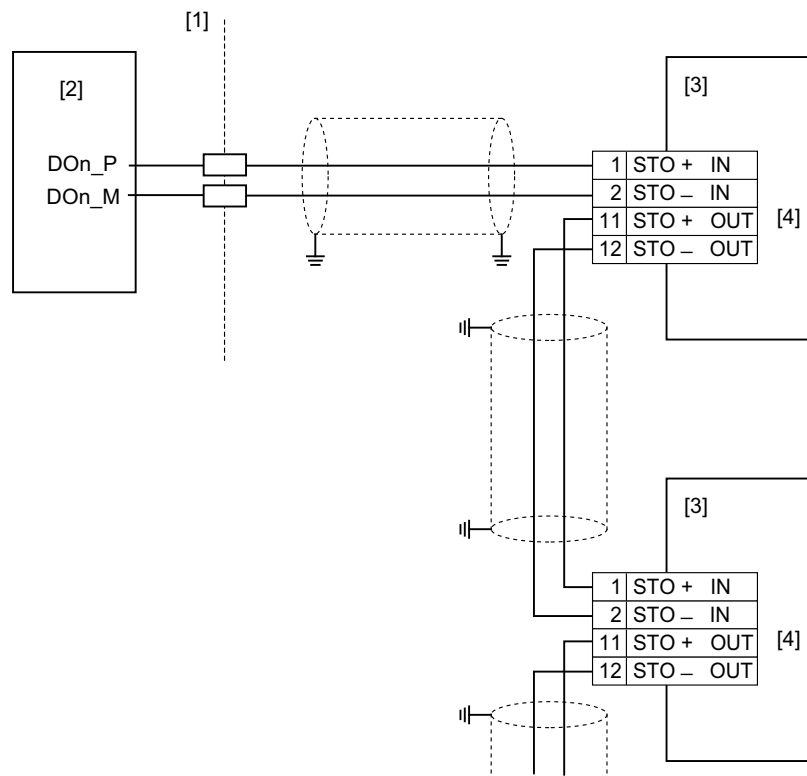 [1]
[2]
DOn_P
DOn_M
[3]
1 STO + IN
2 STO – IN
11 STO + OUT
12 STO – OUT
[4]
[3]
1 STO + IN
2 STO – IN
11 STO + OUT
12 STO – OUT
[4]